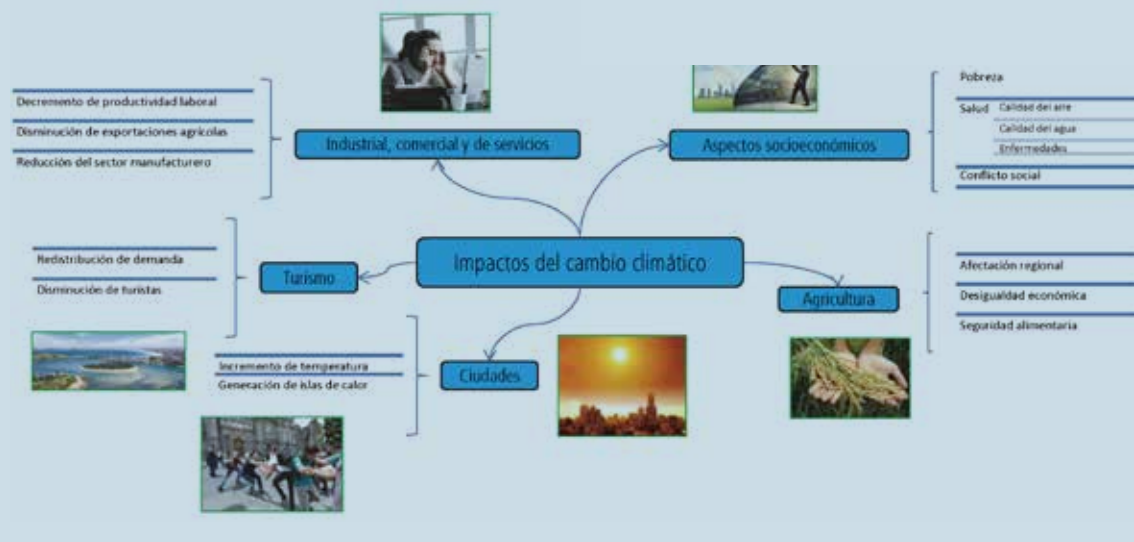 Impactos del cambio climático
Industrial, comercial y de servicios
Decremento de productividad laboral
Disminución de exportaciones agrícolas
Reducción del sector manufacturero
Aspectos socioeconómicos
Pobreza
Salud
Calidad del aire
Calidad del agua
Enfermedades
Conflicto social
Turismo
Redistribución de demanda
Disminución de turistas
Agricultura
Afectación regional
Desigualdad económica
Seguridad alimentaria
Ciudades
Incremento de temperatura
Generación de islas de calor